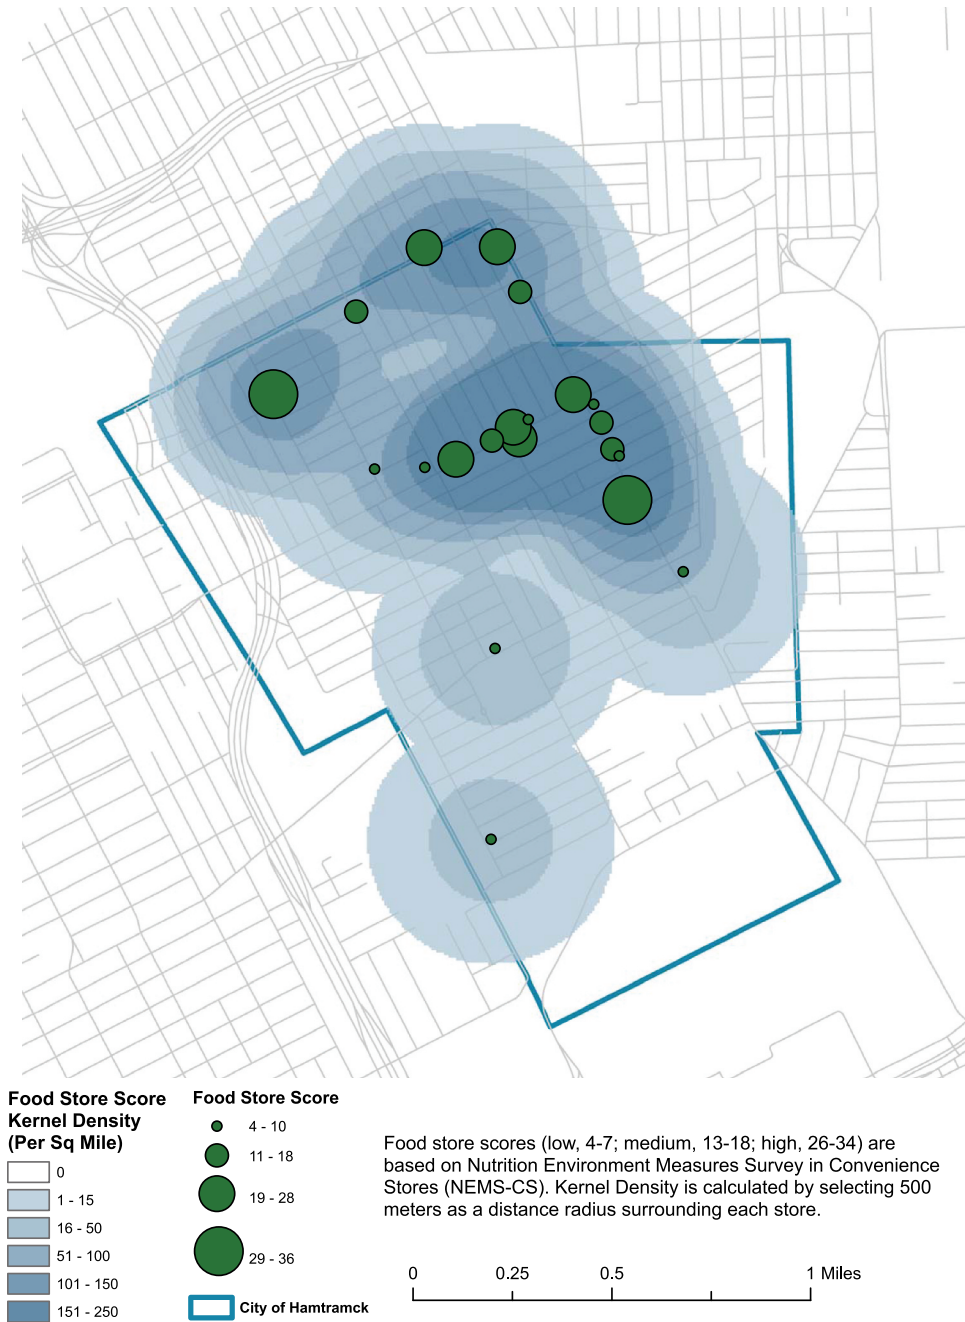 Food Store Score
Kernel Density
(Per Sq Mile)
0
1 - 15
16 - 50
51 - 100
101 - 150
151 - 250
Food Store Score
4 - 10
11 - 18
19 - 28
29 - 36
City of Hamtramck
Food store scores (low, 4-7; medium, 13-18; high, 26-34) are
based on Nutrition Environment Measures Survey in Convenience
Stores (NEMS-CS). Kernel Density is calculated by selecting 500
meters as a distance radius surrounding each store.
0 0.25 0.5 1 Miles